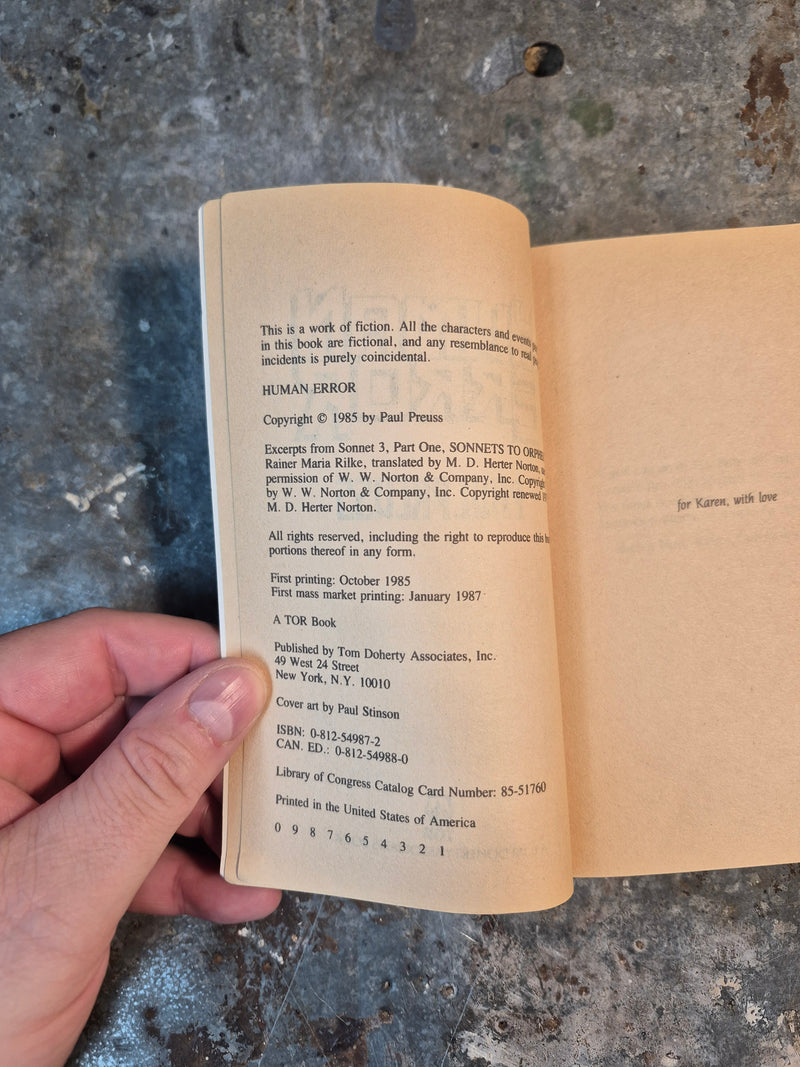 This is a work of fiction. All the characters and events
in this book are fictional, and any resemblance to real
incidents is purely coincidental.
HUMAN ERROR
Copyright © 1985 by Paul Preuss
Excerpts from Sonnet 3, Part One, SONNETS TO
Rainer Maria Rilke, translated by M. D. Herter Norton,
permission of W. W. Norton & Company, Inc.
by W. W. Norton & Company, Inc. Copyright renewed
M. D. Herter Norton.
All rights reserved, including the right to reproduce this
portions thereof in any form.
First printing: October 1985
First mass market printing: January 1987
A TOR Book
Published by Tom Doherty Associates, Inc.
49 West 24 Street
New York, N.Y. 10010
Cover art by Paul Stinson
ISBN: 0-812-54987-2
CAN. ED.: 0-812-54988-0
Library of Congress Catalog Card Number: 85-51760
Printed in the United States of America
0 9 8 7 6 5 4 3 2 1
for Karen, with love